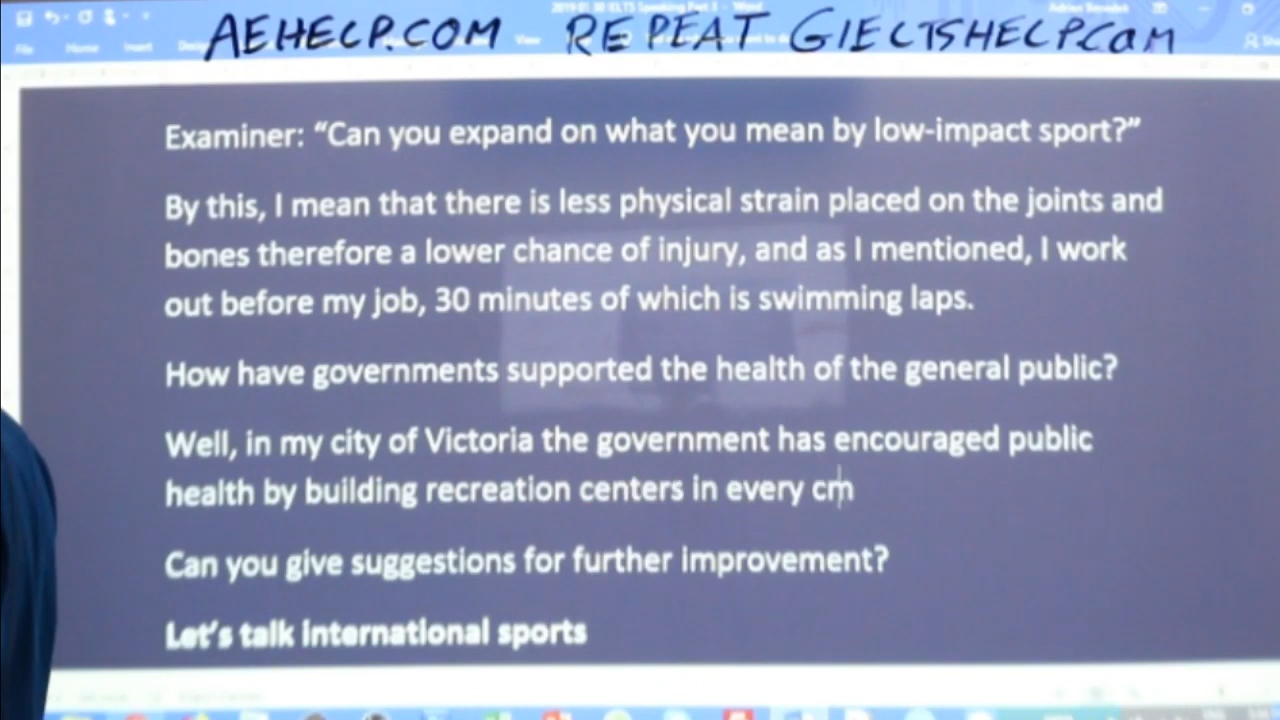 AEHELP.COM REPEAT GIELTSHELP.COM
Examiner: “Can you expand on what you mean by low-impact sport?”
By this, I mean that there is less physical strain placed on the joints and
bones therefore a lower chance of injury, and as I mentioned, I work
out before my job, 30 minutes of which is swimming laps.
How have governments supported the health of the general public?
Well, in my city of Victoria the government has encouraged public
health by building recreation centers in every cm
Can you give suggestions for further improvement?
Let’s talk international sports